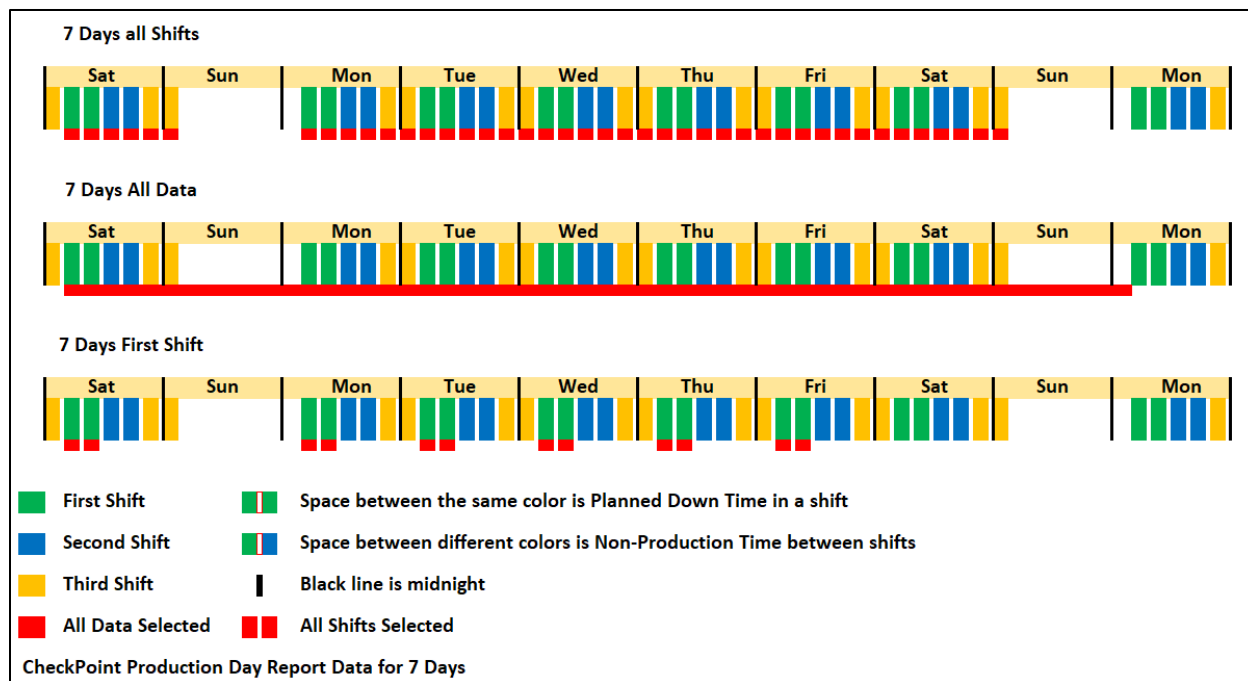 7 Days all Shifts
Sat Sun Mon Tue Wed Thu Fri Sat Sun Mon
7 Days All Data
Sat Sun Mon Tue Wed Thu Fri Sat Sun Mon
7 Days First Shift
Sat Sun Mon Tue Wed Thu Fri Sat Sun Mon
First Shift Space between the same color is Planned Down Time in a shift
Second Shift Space between different colors is Non-Production Time between shifts
Third Shift Black line is midnight
All Data Selected All Shifts Selected
CheckPoint Production Day Report Data for 7 Days